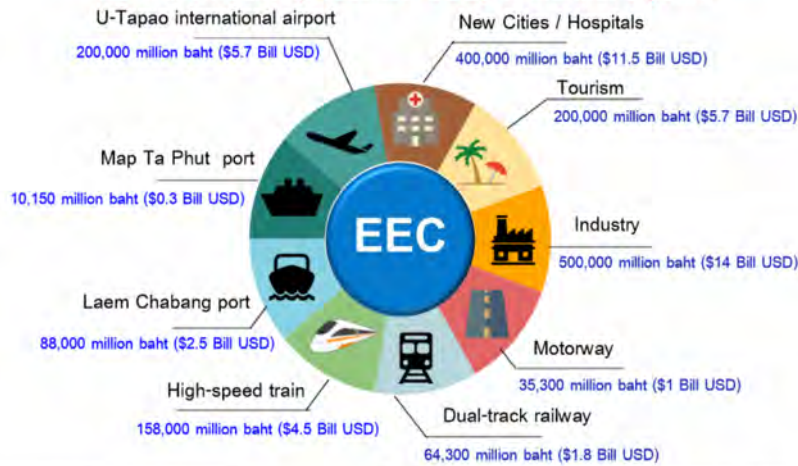 U-Tapao international airport
200,000 million baht ($5.7 Bill USD)
New Cities / Hospitals
400,000 million baht ($11.5 Bill USD)
Tourism
200,000 million baht ($5.7 Bill USD)
Map Ta Phut port
10,150 million baht ($0.3 Bill USD)
EEC
Industry
500,000 million baht ($14 Bill USD)
Laem Chabang port
88,000 million baht ($2.5 Bill USD)
Motorway
35,300 million baht ($1 Bill USD)
High-speed train
158,000 million baht ($4.5 Bill USD)
Dual-track railway
64,300 million baht ($1.8 Bill USD)